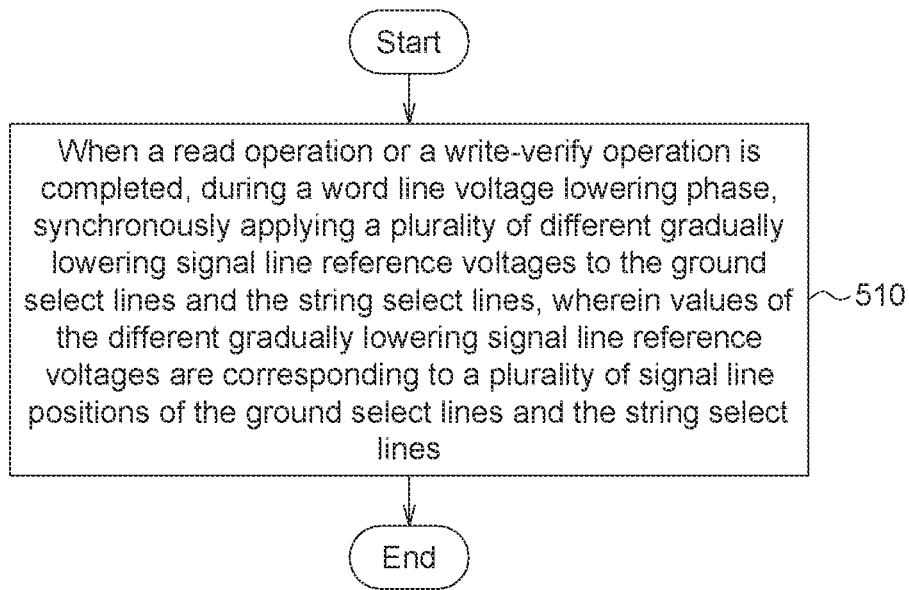 Start
When a read operation or a write-verify operation is
completed, during a word line voltage lowering phase,
synchronously applying a plurality of different gradually
lowering signal line reference voltages to the ground
select lines and the string select lines, wherein values of
the different gradually lowering signal line reference
voltages are corresponding to a plurality of signal line
positions of the ground select lines and the string select
lines
510
End